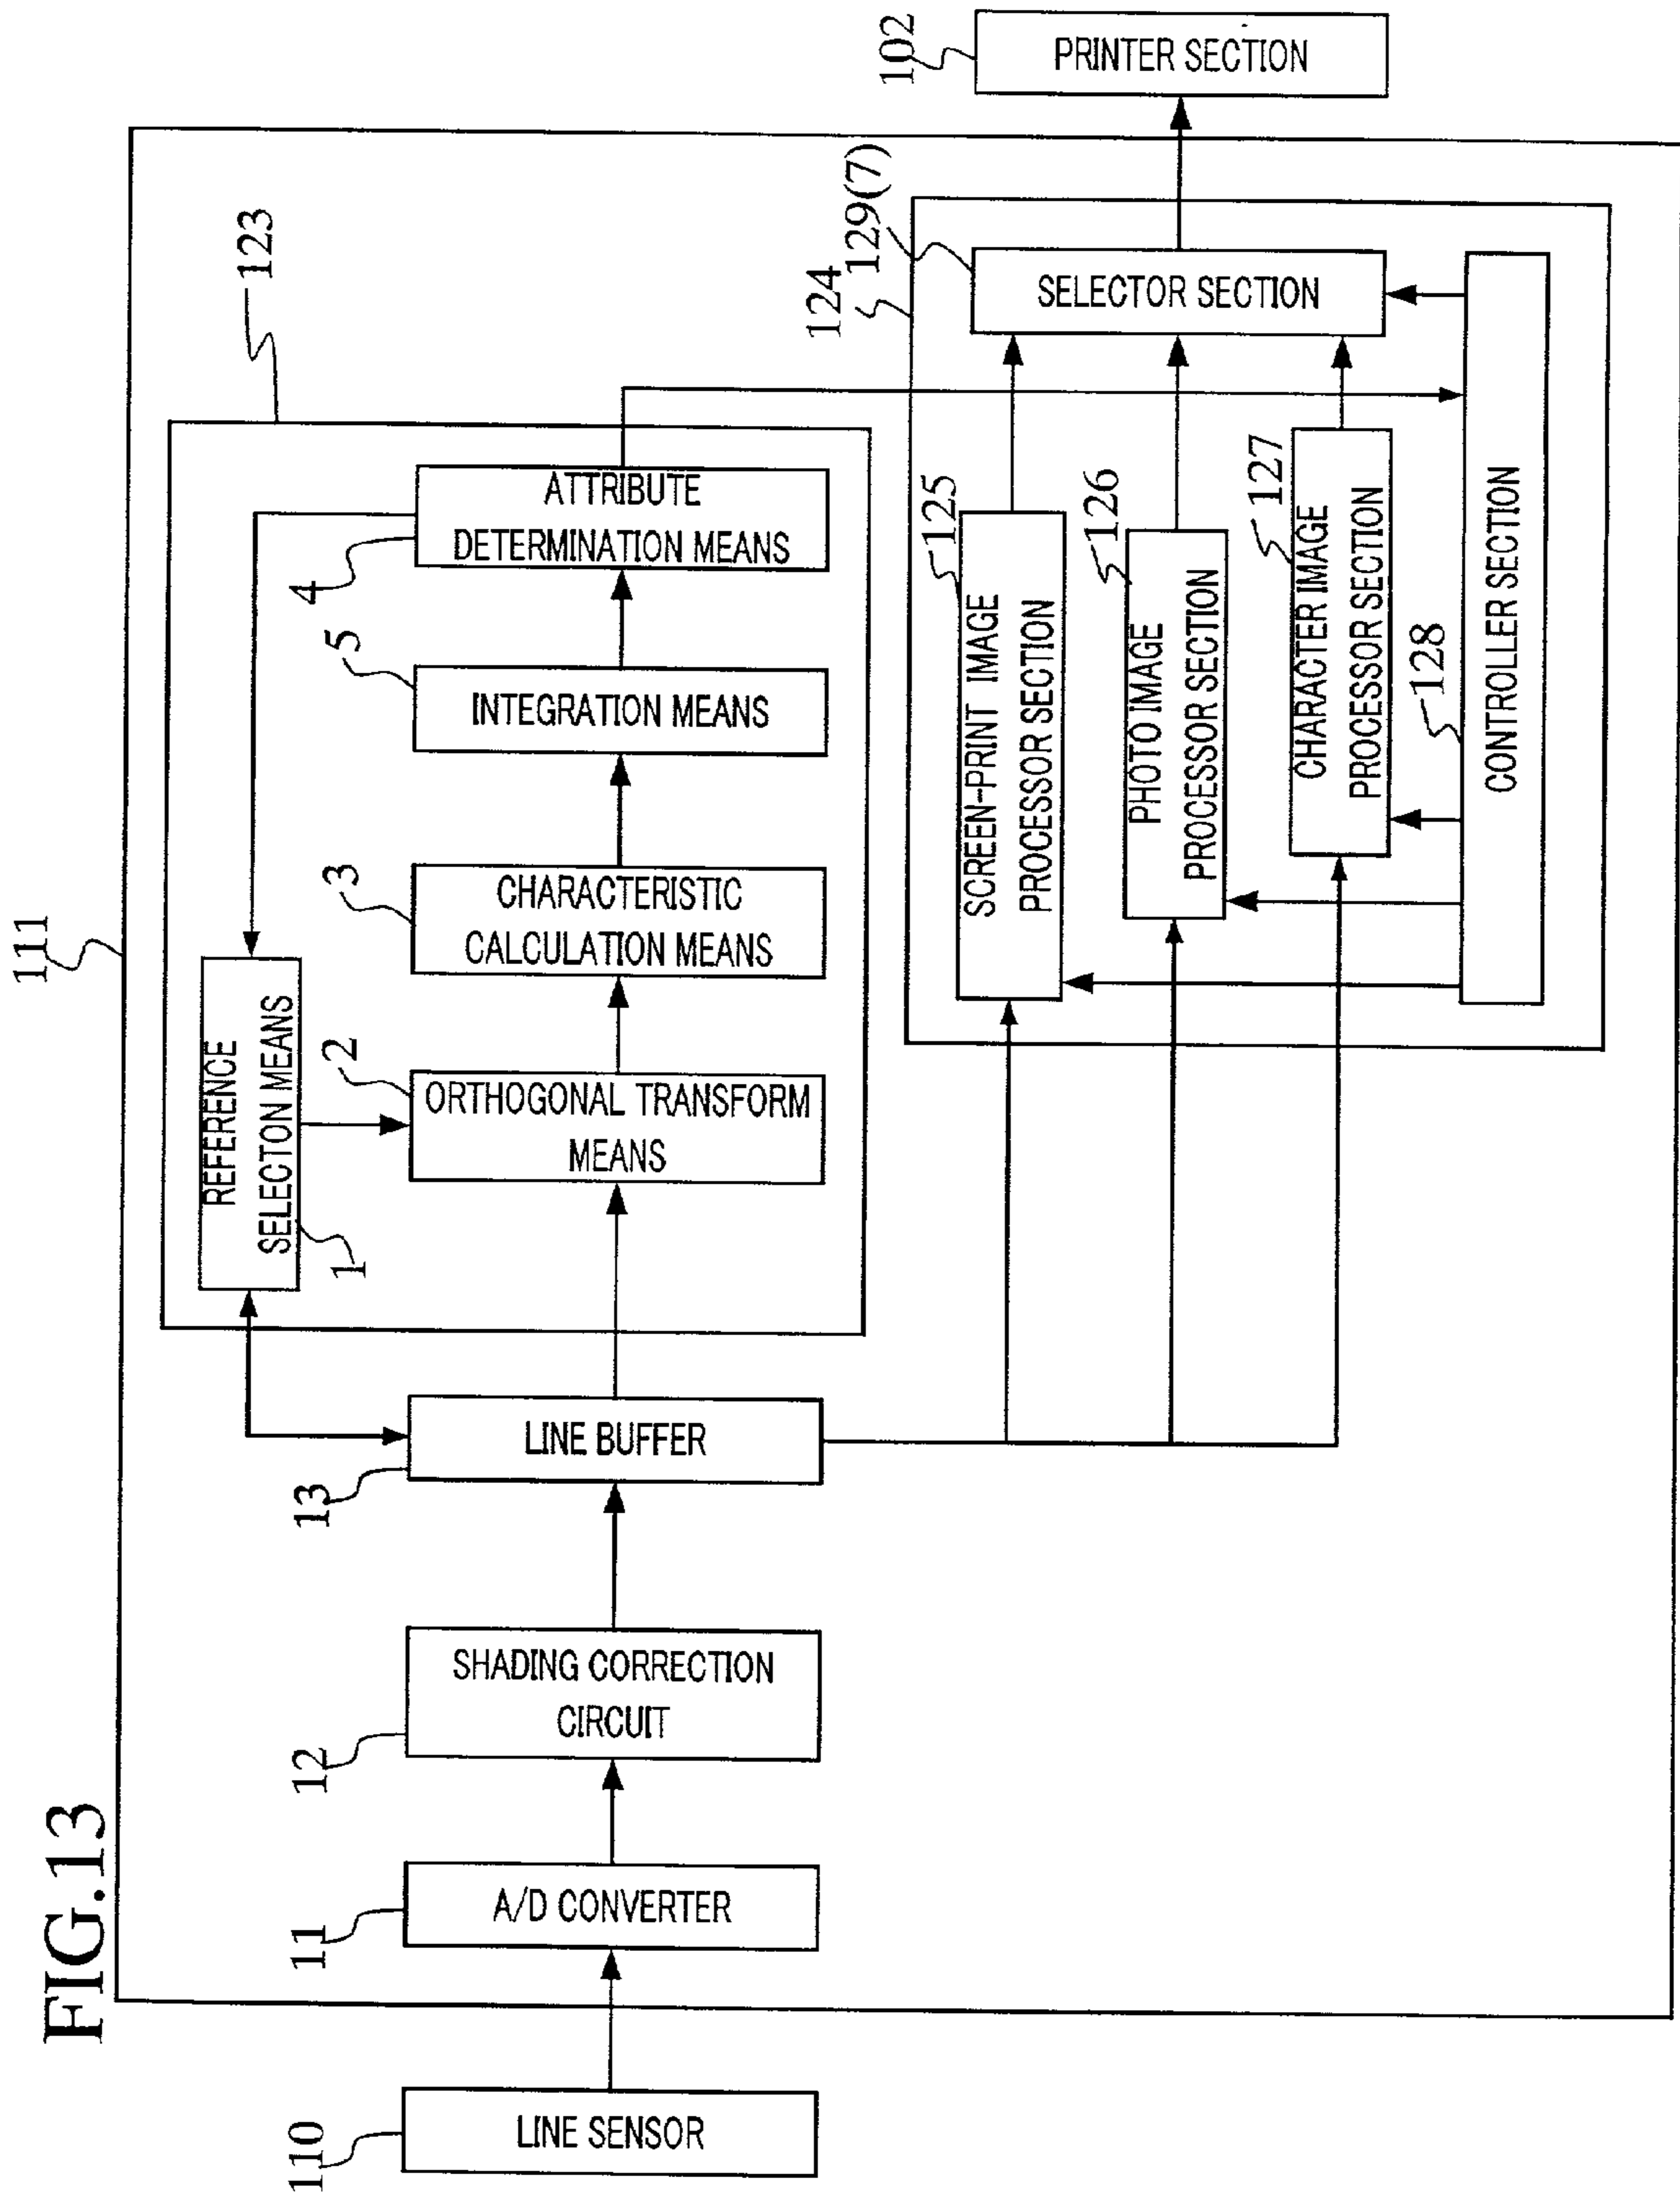 FIG.13
111
110
LINE SENSOR
11
A/D CONVERTER
12
SHADING CORRECTION
CIRCUIT
13
LINE BUFFER
123
REFERENCE
SELECTON MEANS
1
2
ORTHOGONAL TRANSFORM
MEANS
3
CHARACTERISTIC
CALCULATION MEANS
5
INTEGRATION MEANS
4
ATTRIBUTE
DETERMINATION MEANS
124
125
SCREEN-PRINT IMAGE
PROCESSOR SECTION
126
PHOTO IMAGE
PROCESSOR SECTION
127
CHARACTER IMAGE
PROCESSOR SECTION
128
CONTROLLER SECTION
129(7)
SELECTOR SECTION
102
PRINTER SECTION